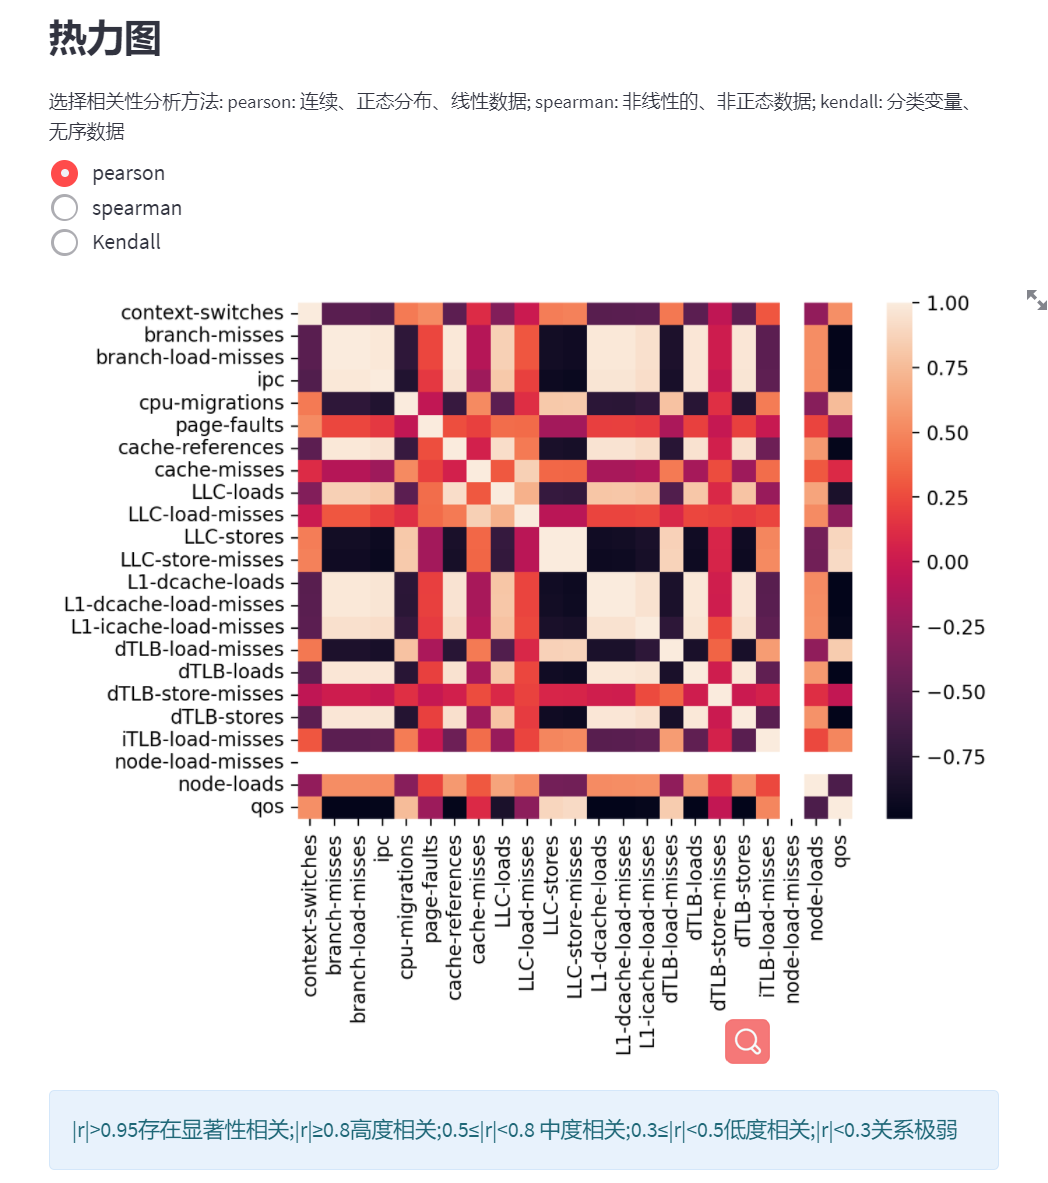 热力图
选择相关性分析方法: pearson: 连续、正态分布、线性数据; spearman: 非线性的、非正态数据; kendall: 分类变量、
无序数据
pearson
spearman
Kendall
context-switches
branch-misses
branch-load-misses
ipc
cpu-migrations
page-faults
cache-references
cache-misses
LLC-loads
LLC-load-misses
LLC-stores
LLC-store-misses
L1-dcache-loads
L1-dcache-load-misses
L1-icache-load-misses
dTLB-load-misses
dTLB-loads
dTLB-store-misses
dTLB-stores
iTLB-load-misses
node-load-misses
node-loads
qos
1.00
0.75
0.50
0.25
0.00
−0.25
−0.50
−0.75
context-switches
branch-misses
branch-load-misses
ipc
cpu-migrations
page-faults
cache-references
cache-misses
LLC-loads
LLC-load-misses
LLC-stores
LLC-store-misses
L1-dcache-loads
L1-dcache-load-misses
L1-icache-load-misses
dTLB-load-misses
dTLB-loads
dTLB-store-misses
dTLB-stores
iTLB-load-misses
node-load-misses
node-loads
qos
|r|>0.95存在显著性相关;|r|≥0.8高度相关;0.5≤|r|<0.8 中度相关;0.3≤|r|<0.5低度相关;|r|<0.3关系极弱